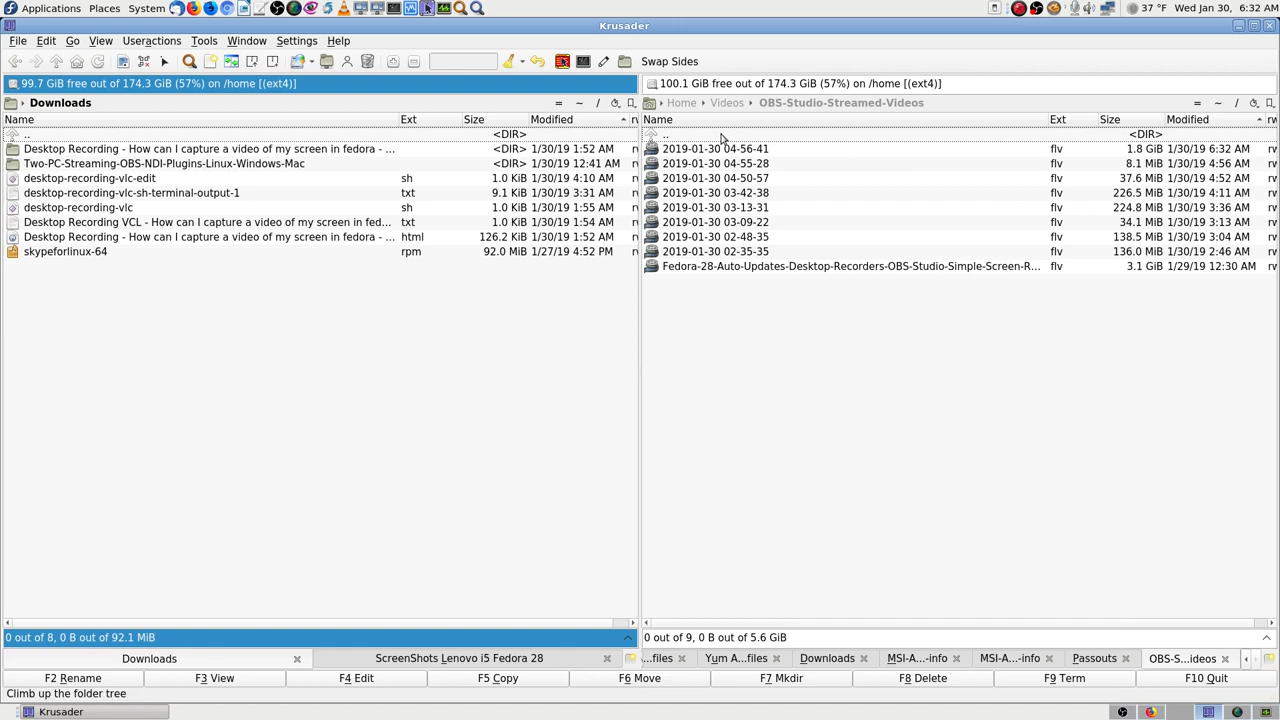 Applications Places System 37 °F Wed Jan 30, 6:32 AM
Krusader
File Edit Go View Useractions Tools Window Settings Help
Swap Sides
99.7 GiB free out of 174.3 GiB (57%) on /home [(ext4)]
100.1 GiB free out of 174.3 GiB (57%) on /home [(ext4)]
Downloads = ~ /
Home Videos OBS-Studio-Streamed-Videos = ~ /
Name Ext Size Modified
Name Ext Size Modified rw
.. <DIR>
.. <DIR>
Desktop Recording - How can I capture a video of my screen in fedora - ... <DIR> 1/30/19 1:52 AM
2019-01-30 04-56-41 flv 1.8 GiB 1/30/19 6:32 AM rw
Two-PC-Streaming-OBS-NDI-Plugins-Linux-Windows-Mac <DIR> 1/30/19 12:41 AM
2019-01-30 04-55-28 flv 8.1 MiB 1/30/19 4:56 AM rw
desktop-recording-vlc-edit sh 1.0 KiB 1/30/19 4:10 AM
2019-01-30 04-50-57 flv 37.6 MiB 1/30/19 4:52 AM rw
desktop-recording-vlc-sh-terminal-output-1 txt 9.1 KiB 1/30/19 3:31 AM
2019-01-30 03-42-38 flv 226.5 MiB 1/30/19 4:11 AM rw
desktop-recording-vlc sh 1.0 KiB 1/30/19 1:55 AM
2019-01-30 03-13-31 flv 224.8 MiB 1/30/19 3:36 AM rw
Desktop Recording VCL - How can I capture a video of my screen in fed... txt 1.0 KiB 1/30/19 1:54 AM
2019-01-30 03-09-22 flv 34.1 MiB 1/30/19 3:13 AM rw
Desktop Recording - How can I capture a video of my screen in fedora - ... html 126.2 KiB 1/30/19 1:52 AM
2019-01-30 02-48-35 flv 138.5 MiB 1/30/19 3:04 AM rw
skypeforlinux-64 rpm 92.0 MiB 1/27/19 4:52 PM
2019-01-30 02-35-35 flv 136.0 MiB 1/30/19 2:46 AM rw
Fedora-28-Auto-Updates-Desktop-Recorders-OBS-Studio-Simple-Screen-R... flv 3.1 GiB 1/29/19 12:30 AM rw
0 out of 8, 0 B out of 92.1 MiB
0 out of 9, 0 B out of 5.6 GiB
Downloads ScreenShots Lenovo i5 Fedora 28 ...files Yum A...files Downloads MSI-A...-info MSI-A...-info Passouts OBS-S...ideos
F2 Rename F3 View F4 Edit F5 Copy F6 Move F7 Mkdir F8 Delete F9 Term F10 Quit
Climb up the folder tree
Krusader